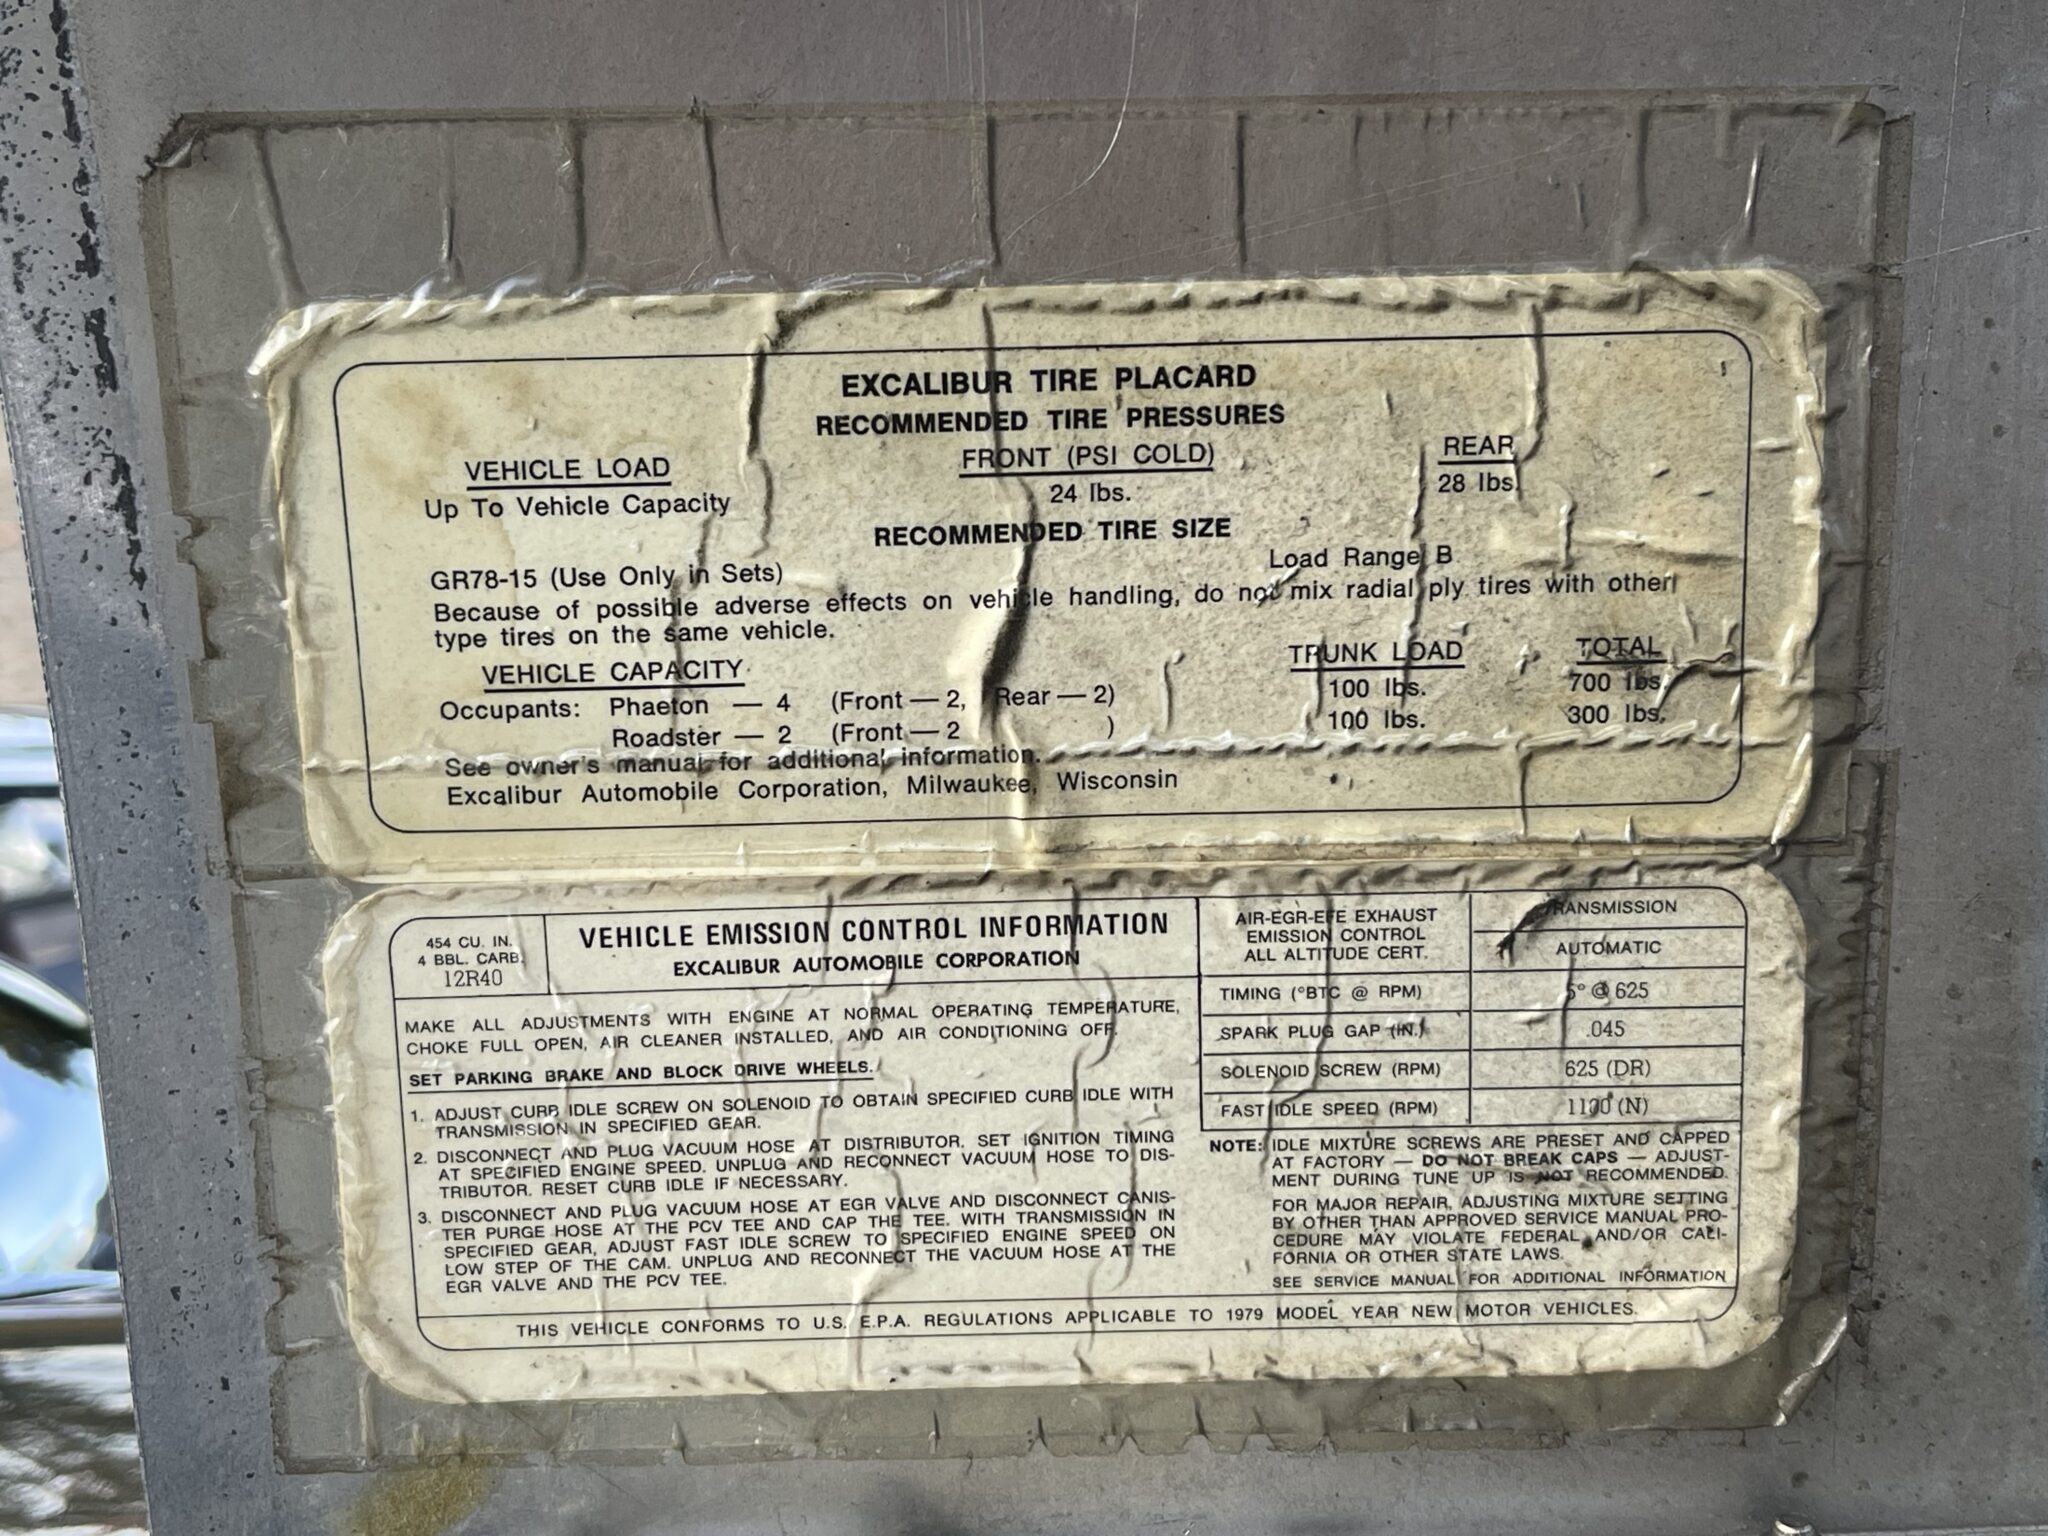 EXCALIBUR TIRE PLACARD
RECOMMENDED TIRE PRESSURES
VEHICLE LOAD FRONT (PSI COLD) REAR
Up To Vehicle Capacity 24 lbs. 28 lbs.
RECOMMENDED TIRE SIZE
GR78-15 (Use Only in Sets) Load Range B
Because of possible adverse effects on vehicle handling, do not mix radial ply tires with other
type tires on the same vehicle.
VEHICLE CAPACITY TRUNK LOAD TOTAL
Occupants: Phaeton — 4 (Front — 2, Rear — 2) 100 lbs. 700 lbs.
Roadster — 2 (Front — 2 ) 100 lbs. 300 lbs.
See owner's manual for additional information.
Excalibur Automobile Corporation, Milwaukee, Wisconsin
454 CU. IN.
4 BBL. CARB.
12R40
VEHICLE EMISSION CONTROL INFORMATION
EXCALIBUR AUTOMOBILE CORPORATION
MAKE ALL ADJUSTMENTS WITH ENGINE AT NORMAL OPERATING TEMPERATURE,
CHOKE FULL OPEN, AIR CLEANER INSTALLED, AND AIR CONDITIONING OFF.
SET PARKING BRAKE AND BLOCK DRIVE WHEELS.
1. ADJUST CURB IDLE SCREW ON SOLENOID TO OBTAIN SPECIFIED CURB IDLE WITH
TRANSMISSION IN SPECIFIED GEAR.
2. DISCONNECT AND PLUG VACUUM HOSE AT DISTRIBUTOR. SET IGNITION TIMING
AT SPECIFIED ENGINE SPEED. UNPLUG AND RECONNECT VACUUM HOSE TO DIS-
TRIBUTOR. RESET CURB IDLE IF NECESSARY.
3. DISCONNECT AND PLUG VACUUM HOSE AT EGR VALVE AND DISCONNECT CANIS-
TER PURGE HOSE AT THE PCV TEE AND CAP THE TEE. WITH TRANSMISSION IN
SPECIFIED GEAR, ADJUST FAST IDLE SCREW TO SPECIFIED ENGINE SPEED ON
LOW STEP OF THE CAM. UNPLUG AND RECONNECT THE VACUUM HOSE AT THE
EGR VALVE AND THE PCV TEE.
AIR-EGR-EFE EXHAUST
EMISSION CONTROL
ALL ALTITUDE CERT.
TRANSMISSION
AUTOMATIC
TIMING (°BTC @ RPM) 5° @ 625
SPARK PLUG GAP (IN.) .045
SOLENOID SCREW (RPM) 625 (DR)
FAST IDLE SPEED (RPM) 1100 (N)
NOTE: IDLE MIXTURE SCREWS ARE PRESET AND CAPPED
AT FACTORY — DO NOT BREAK CAPS — ADJUST-
MENT DURING TUNE UP IS NOT RECOMMENDED.
FOR MAJOR REPAIR, ADJUSTING MIXTURE SETTING
BY OTHER THAN APPROVED SERVICE MANUAL PRO-
CEDURE MAY VIOLATE FEDERAL AND/OR CALI-
FORNIA OR OTHER STATE LAWS.
SEE SERVICE MANUAL FOR ADDITIONAL INFORMATION
THIS VEHICLE CONFORMS TO U.S. E.P.A. REGULATIONS APPLICABLE TO 1979 MODEL YEAR NEW MOTOR VEHICLES.